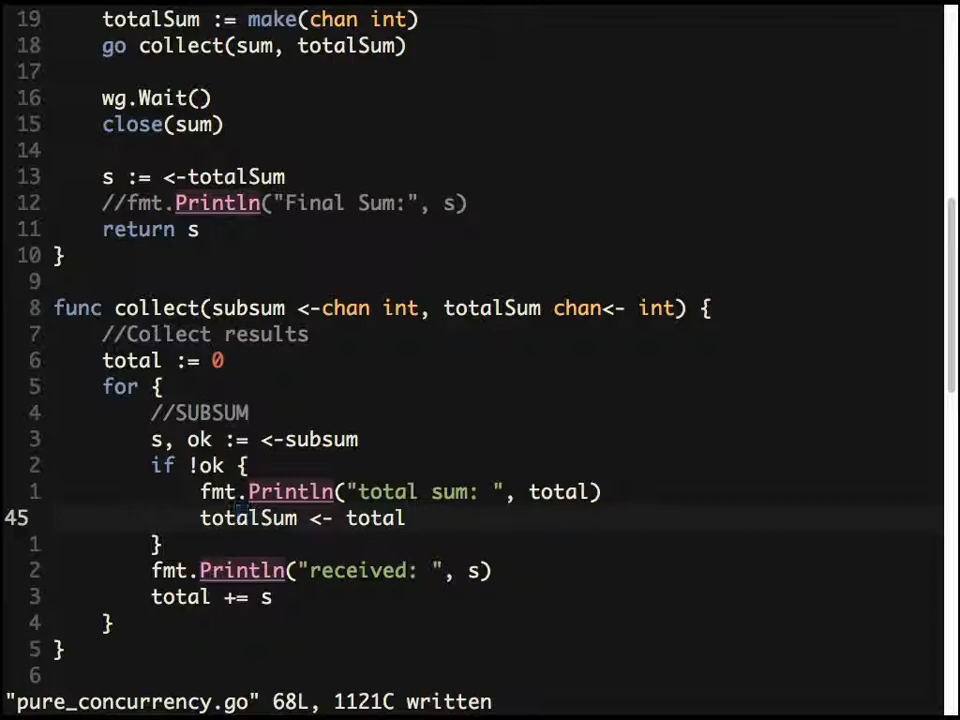 19 totalSum := make(chan int)
18 go collect(sum, totalSum)
17
16 wg.Wait()
15 close(sum)
14
13 s := <-totalSum
12 //fmt.Println("Final Sum:", s)
11 return s
10 }
9
8 func collect(subsum <-chan int, totalSum chan<- int) {
7 //Collect results
6 total := 0
5 for {
4 //SUBSUM
3 s, ok := <-subsum
2 if !ok {
1 fmt.Println("total sum: ", total)
45 totalSum <- total
1 }
2 fmt.Println("received: ", s)
3 total += s
4 }
5 }
6
"pure_concurrency.go" 68L, 1121C written